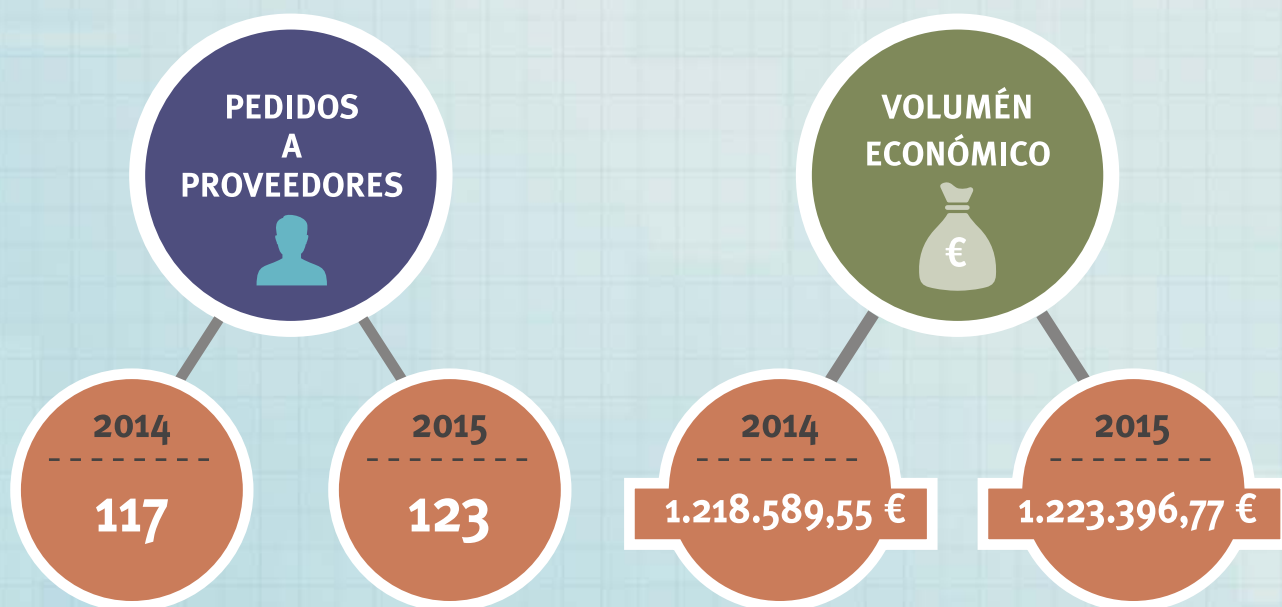 PEDIDOS
A
PROVEEDORES
2014
117
2015
123
VOLUMÉN
ECONÓMICO
€
2014
1.218.589,55 €
2015
1.223.396,77 €